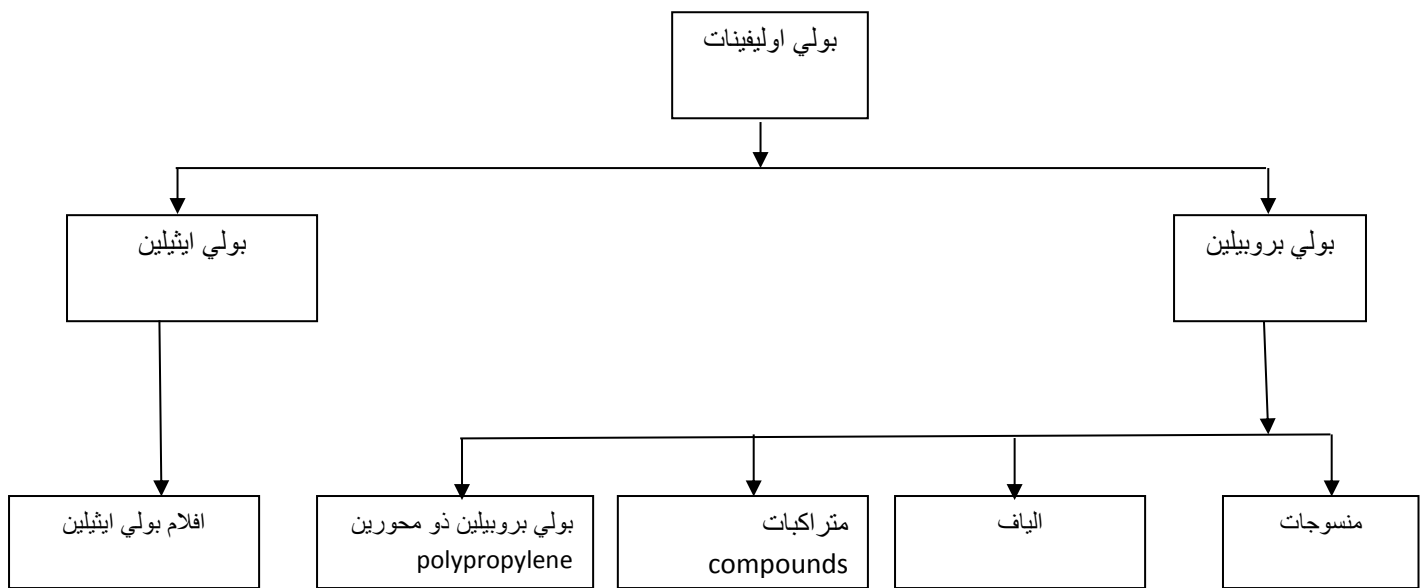 بولي اوليفينات
بولي بروبيلين
بولي ايثيلين
منسوجات
الياف
متراكبات
compounds
بولي بروبيلين ذو محورين
polypropylene
افلام بولي ايثيلين